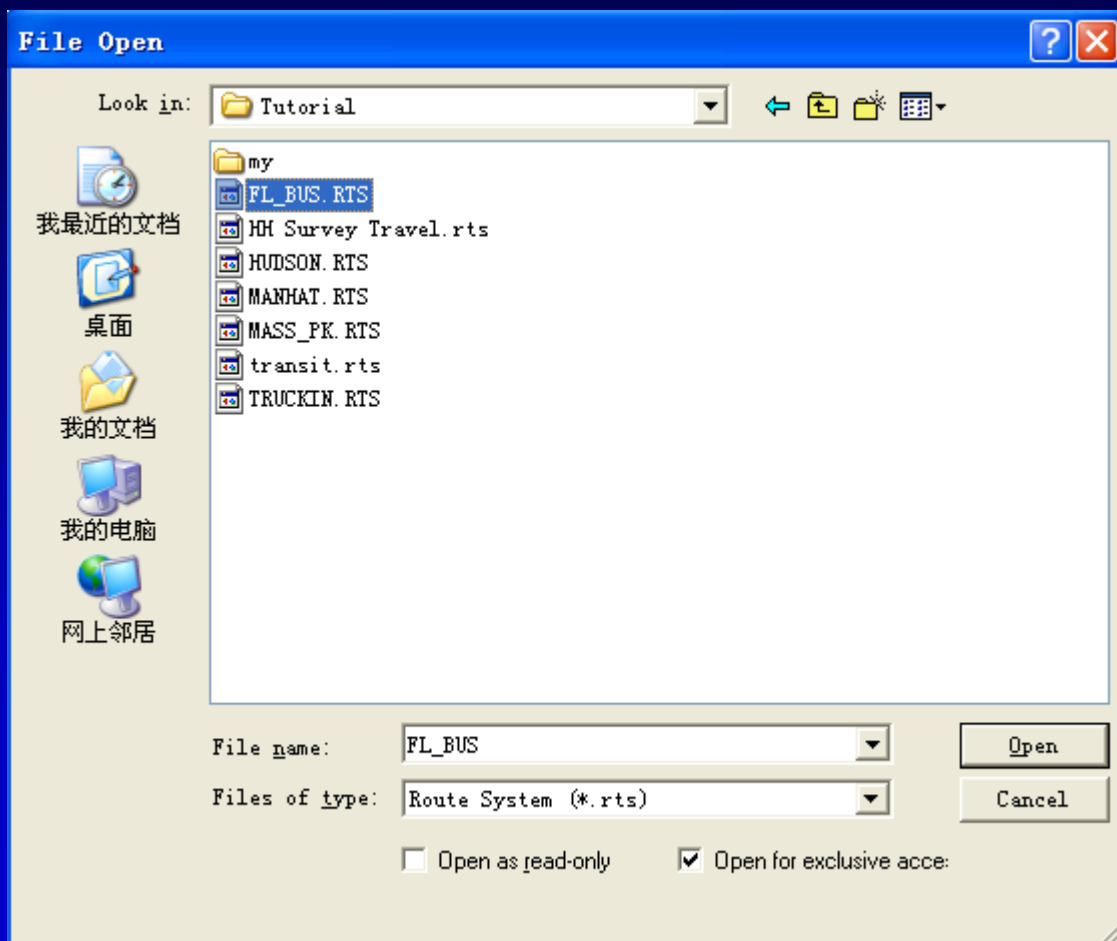 File Open
Look in:
Tutorial
我最近的文档
桌面
我的文档
我的电脑
网上邻居
my
FL_BUS.RTS
HH Survey Travel.rts
HUDSON.RTS
MANHAT.RTS
MASS_PK.RTS
transit.rts
TRUCKIN.RTS
File name:
FL_BUS
Open
Files of type:
Route System (*.rts)
Cancel
Open as read-only
Open for exclusive acce